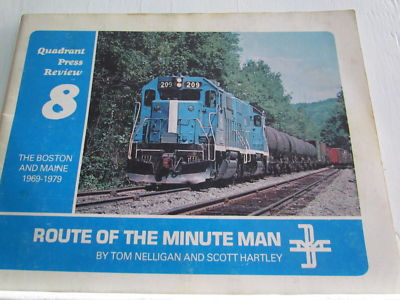 Quadrant
Press
Review
8
THE BOSTON
AND MAINE
1969-1979
209 209
ROUTE OF THE MINUTE MAN
BY TOM NELLIGAN AND SCOTT HARTLEY